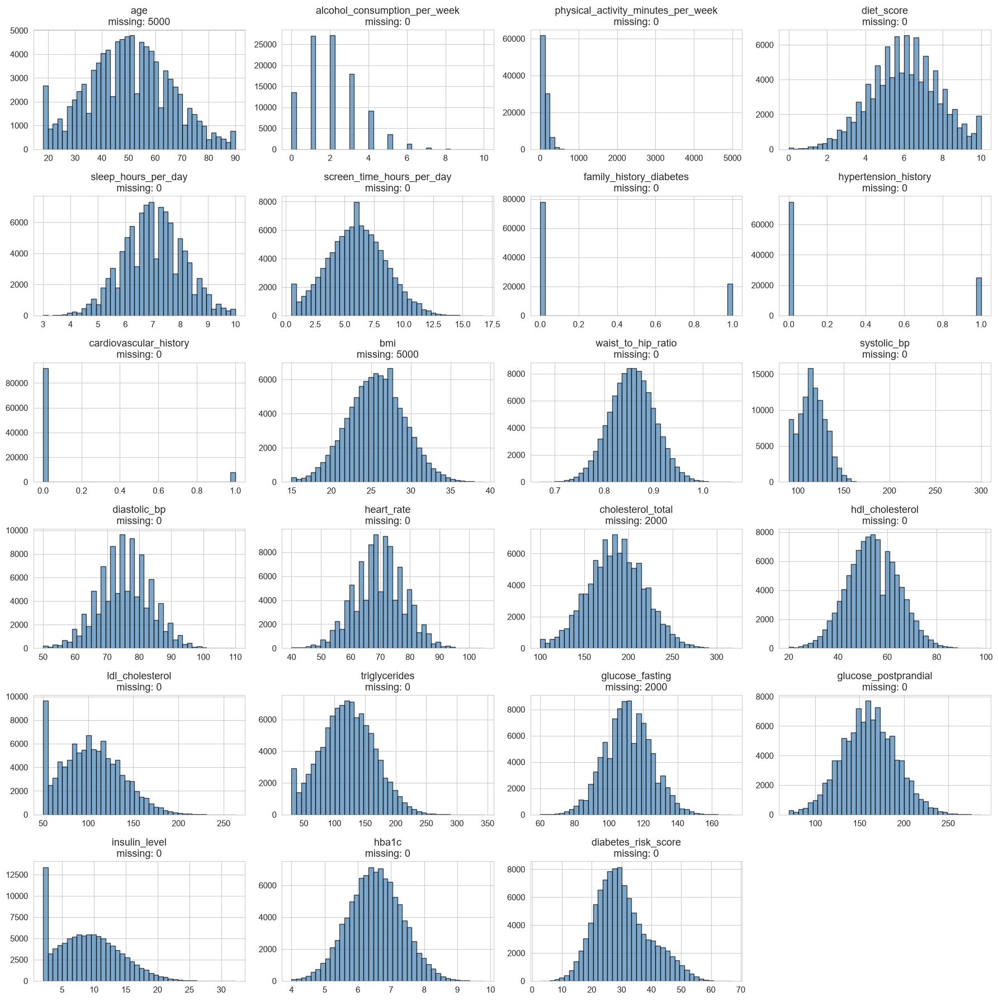 age
missing: 5000
5000
4000
3000
2000
1000
0
20 30 40 50 60 70 80 90
alcohol_consumption_per_week
missing: 0
25000
20000
15000
10000
5000
0
0 2 4 6 8 10
physical_activity_minutes_per_week
missing: 0
60000
40000
20000
0
0 1000 2000 3000 4000 5000
diet_score
missing: 0
6000
4000
2000
0
0 2 4 6 8 10
sleep_hours_per_day
missing: 0
6000
4000
2000
0
3 4 5 6 7 8 9 10
screen_time_hours_per_day
missing: 0
8000
6000
4000
2000
0
0.0 2.5 5.0 7.5 10.0 12.5 15.0 17.5
family_history_diabetes
missing: 0
80000
60000
40000
20000
0
0.0 0.2 0.4 0.6 0.8 1.0
hypertension_history
missing: 0
60000
40000
20000
0
0.0 0.2 0.4 0.6 0.8 1.0
cardiovascular_history
missing: 0
80000
60000
40000
20000
0
0.0 0.2 0.4 0.6 0.8 1.0
bmi
missing: 5000
6000
4000
2000
0
15 20 25 30 35 40
waist_to_hip_ratio
missing: 0
8000
6000
4000
2000
0
0.7 0.8 0.9 1.0
systolic_bp
missing: 0
15000
10000
5000
0
100 150 200 250 300
diastolic_bp
missing: 0
10000
8000
6000
4000
2000
0
50 60 70 80 90 100 110
heart_rate
missing: 0
8000
6000
4000
2000
0
40 50 60 70 80 90 100
cholesterol_total
missing: 2000
6000
4000
2000
0
100 150 200 250 300
hdl_cholesterol
missing: 0
8000
6000
4000
2000
0
20 40 60 80 100
ldl_cholesterol
missing: 0
10000
8000
6000
4000
2000
0
50 100 150 200 250
triglycerides
missing: 0
6000
4000
2000
0
50 100 150 200 250 300 350
glucose_fasting
missing: 2000
8000
6000
4000
2000
0
60 80 100 120 140 160
glucose_postprandial
missing: 0
8000
6000
4000
2000
0
100 150 200 250
insulin_level
missing: 0
12500
10000
7500
5000
2500
0
5 10 15 20 25 30
hba1c
missing: 0
6000
4000
2000
0
4 5 6 7 8 9 10
diabetes_risk_score
missing: 0
8000
6000
4000
2000
0
0 10 20 30 40 50 60 70